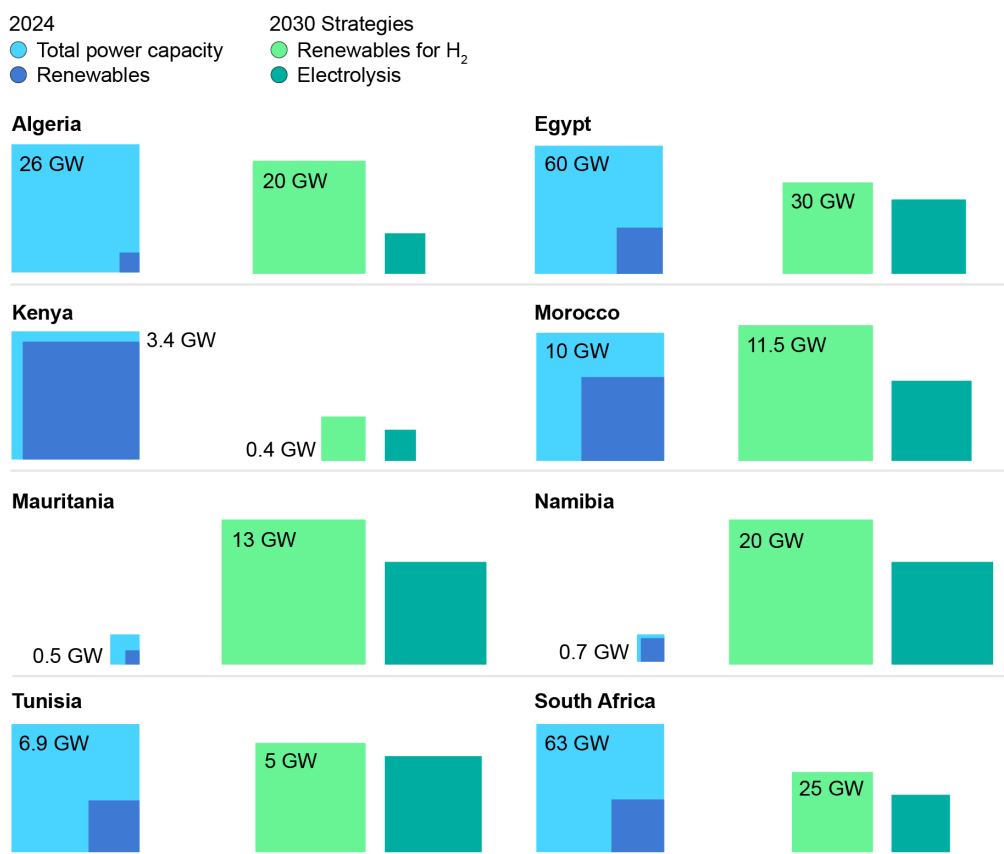 2024
Total power capacity
Renewables
2030 Strategies
Renewables for H₂
Electrolysis
Algeria
26 GW
20 GW
Egypt
60 GW
30 GW
Kenya
3.4 GW
0.4 GW
Morocco
10 GW
11.5 GW
Mauritania
0.5 GW
13 GW
Namibia
0.7 GW
20 GW
Tunisia
6.9 GW
5 GW
South Africa
63 GW
25 GW